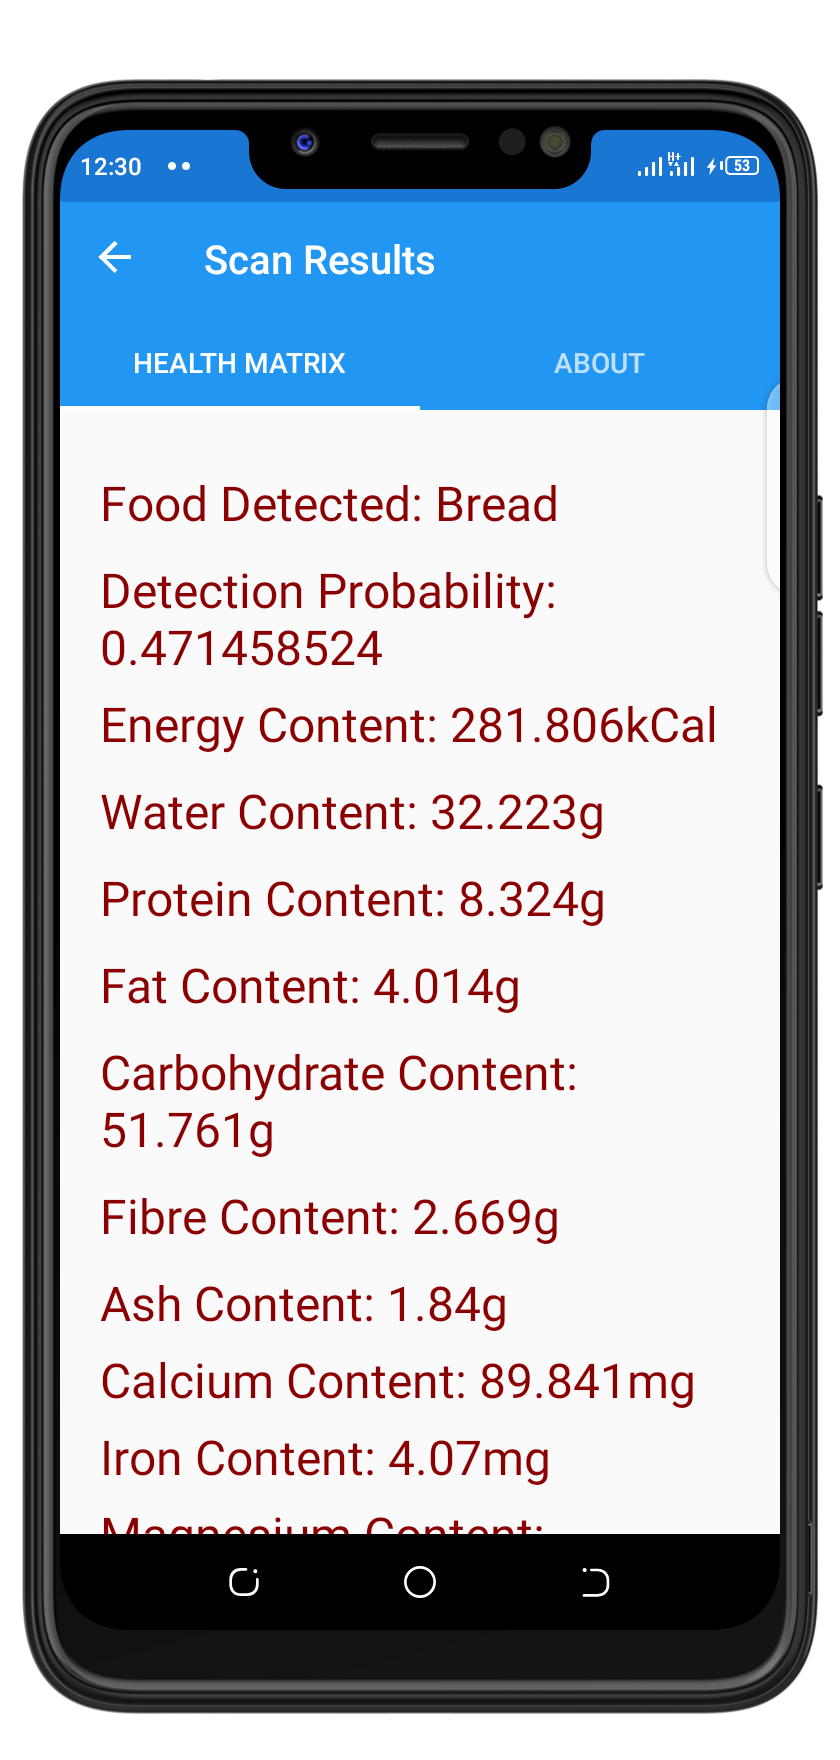 12:30
H+
53
Scan Results
HEALTH MATRIX
ABOUT
Food Detected: Bread
Detection Probability:
0.471458524
Energy Content: 281.806kCal
Water Content: 32.223g
Protein Content: 8.324g
Fat Content: 4.014g
Carbohydrate Content:
51.761g
Fibre Content: 2.669g
Ash Content: 1.84g
Calcium Content: 89.841mg
Iron Content: 4.07mg
Magnesium Content: